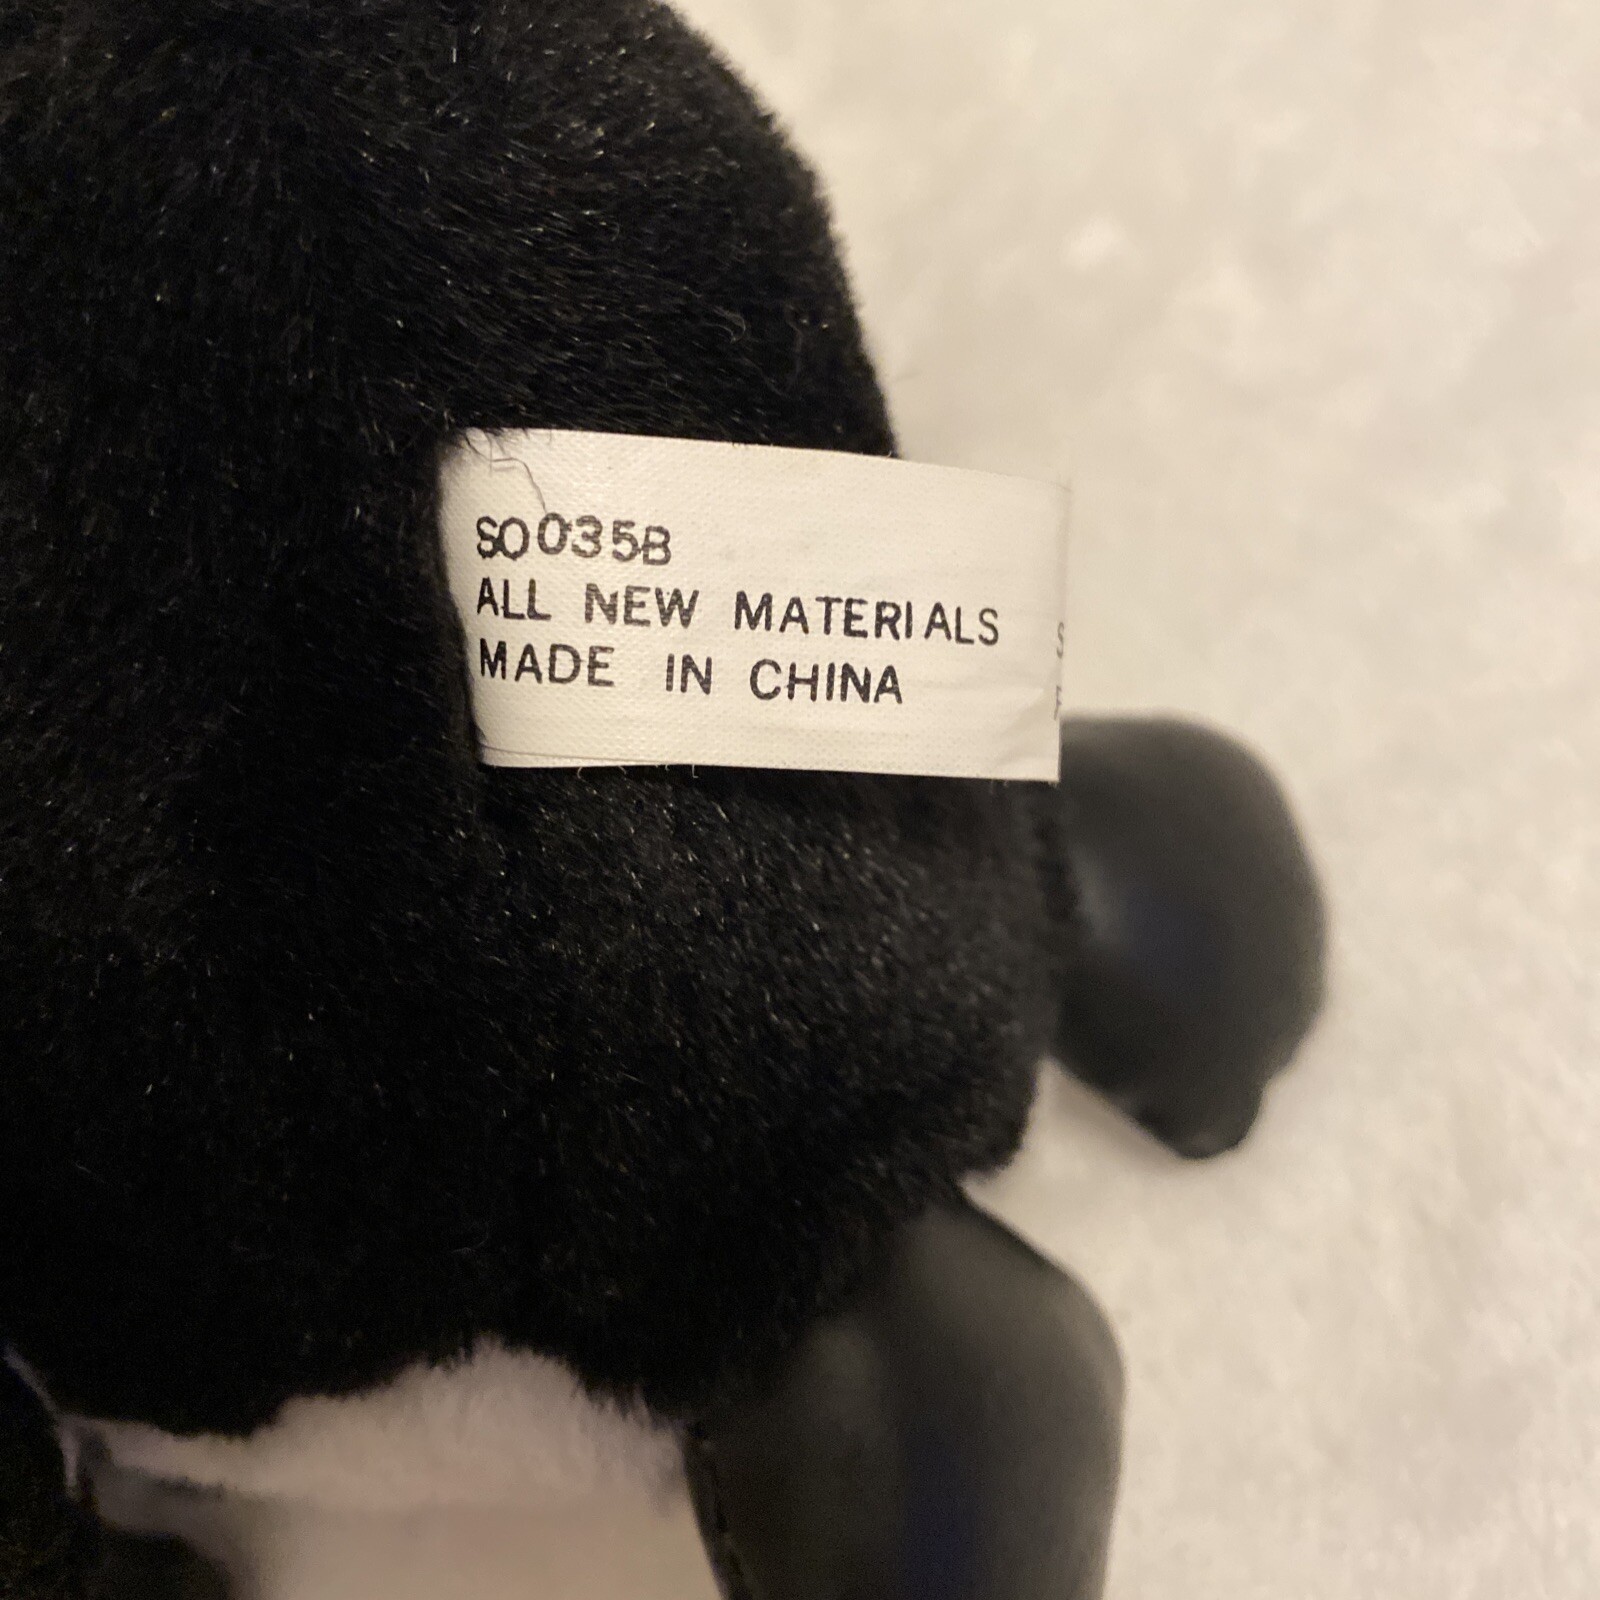 S0035B
ALL NEW MATERIALS
MADE IN CHINA